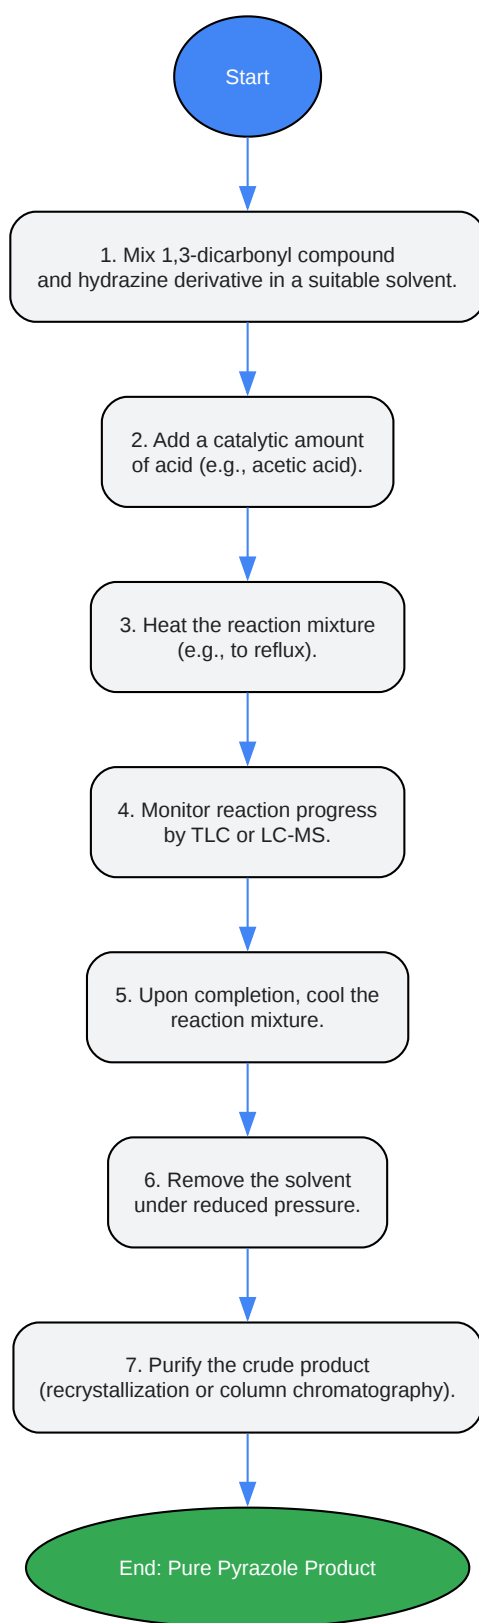 Start
1. Mix 1,3-dicarbonyl compound
and hydrazine derivative in a suitable solvent.
2. Add a catalytic amount
of acid (e.g., acetic acid).
3. Heat the reaction mixture
(e.g., to reflux).
4. Monitor reaction progress
by TLC or LC-MS.
5. Upon completion, cool the
reaction mixture.
6. Remove the solvent
under reduced pressure.
7. Purify the crude product
(recrystallization or column chromatography).
End: Pure Pyrazole Product